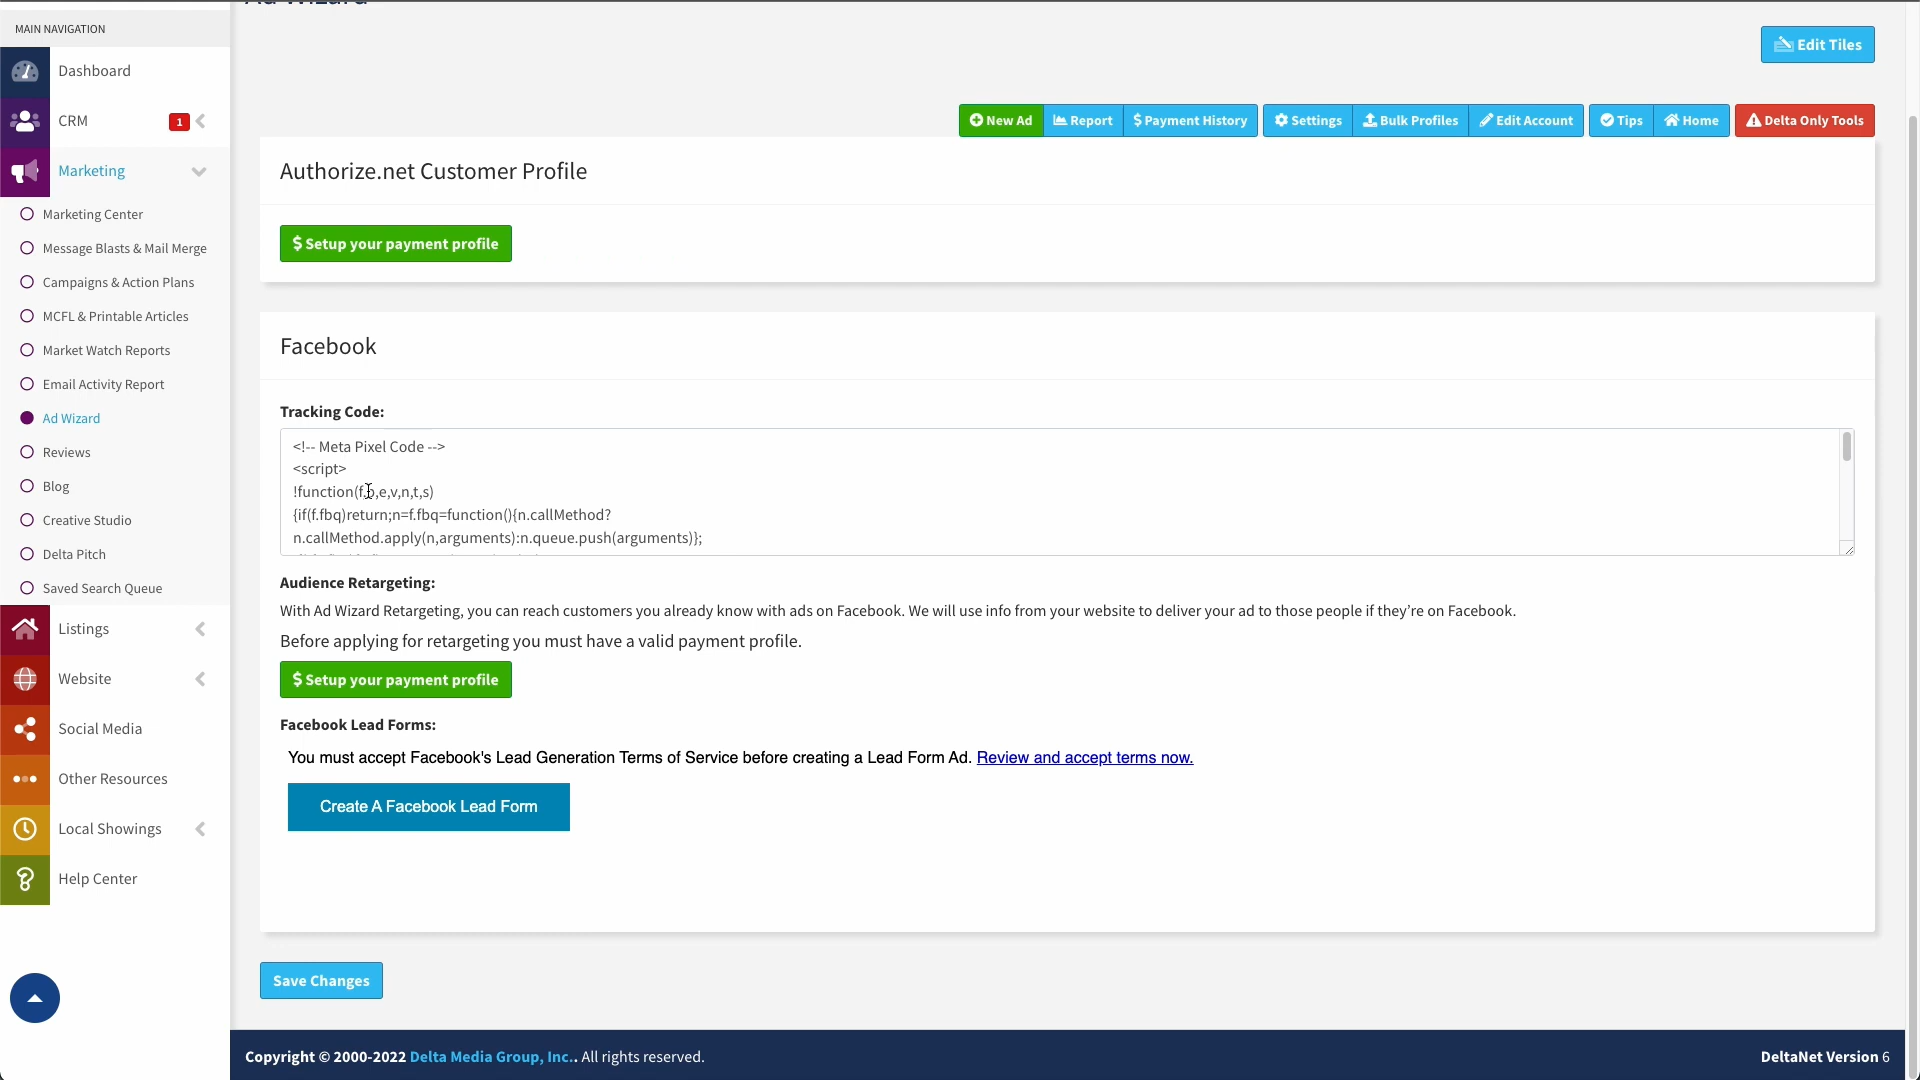 Ad Wizard
MAIN NAVIGATION
Edit Tiles
Dashboard
CRM
1
Marketing
Marketing Center
Message Blasts & Mail Merge
Campaigns & Action Plans
MCFL & Printable Articles
Market Watch Reports
Email Activity Report
Ad Wizard
Reviews
Blog
Creative Studio
Delta Pitch
Saved Search Queue
Listings
Website
Social Media
Other Resources
Local Showings
Help Center
New Ad
Report
$ Payment History
Settings
Bulk Profiles
Edit Account
Tips
Home
Delta Only Tools
Authorize.net Customer Profile
$ Setup your payment profile
Facebook
Tracking Code:
<!-- Meta Pixel Code -->
<script>
!function(f,b,e,v,n,t,s)
{if(f.fbq)return;n=f.fbq=function(){n.callMethod?
n.callMethod.apply(n,arguments):n.queue.push(arguments)};
Audience Retargeting:
With Ad Wizard Retargeting, you can reach customers you already know with ads on Facebook. We will use info from your website to deliver your ad to those people if they're on Facebook.
Before applying for retargeting you must have a valid payment profile.
$ Setup your payment profile
Facebook Lead Forms:
You must accept Facebook's Lead Generation Terms of Service before creating a Lead Form Ad. Review and accept terms now.
Create A Facebook Lead Form
Save Changes
Copyright © 2000-2022 Delta Media Group, Inc.. All rights reserved.
DeltaNet Version 6